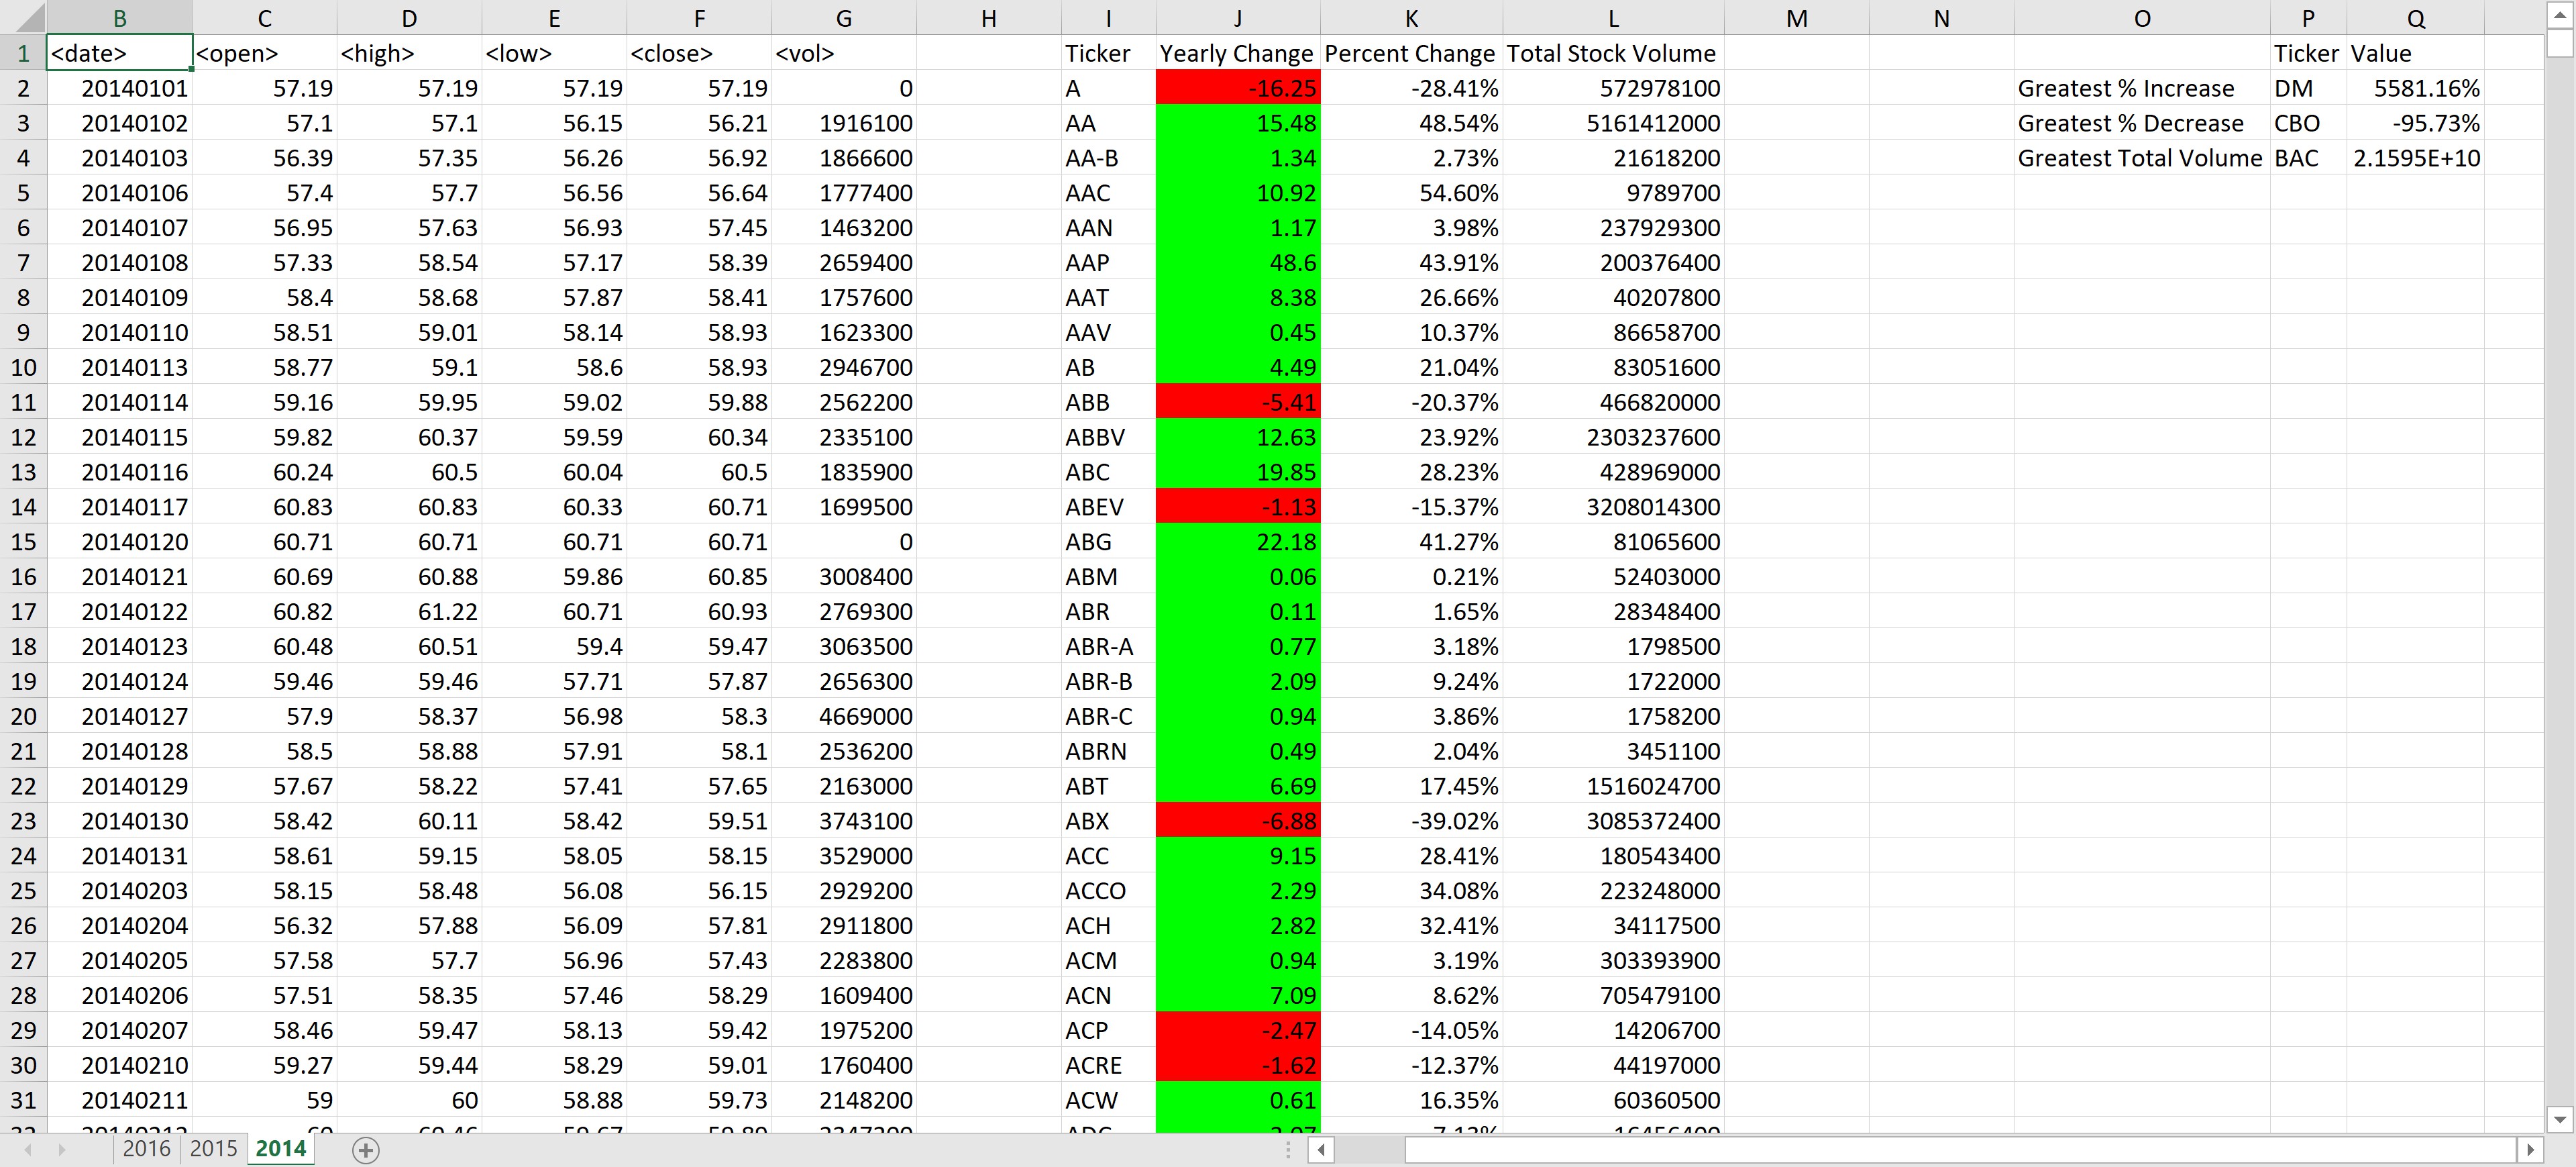 B C D E F G H I J K L M N O P Q
1 <date> <open> <high> <low> <close> <vol> Ticker Yearly Change Percent Change Total Stock Volume Ticker Value
2 20140101 57.19 57.19 57.19 57.19 0 A -16.25 -28.41% 572978100 Greatest % Increase DM 5581.16%
3 20140102 57.1 57.1 56.15 56.21 1916100 AA 15.48 48.54% 5161412000 Greatest % Decrease CBO -95.73%
4 20140103 56.39 57.35 56.26 56.92 1866600 AA-B 1.34 2.73% 21618200 Greatest Total Volume BAC 2.1595E+10
5 20140106 57.4 57.7 56.56 56.64 1777400 AAC 10.92 54.60% 9789700
6 20140107 56.95 57.63 56.93 57.45 1463200 AAN 1.17 3.98% 237929300
7 20140108 57.33 58.54 57.17 58.39 2659400 AAP 48.6 43.91% 200376400
8 20140109 58.4 58.68 57.87 58.41 1757600 AAT 8.38 26.66% 40207800
9 20140110 58.51 59.01 58.14 58.93 1623300 AAV 0.45 10.37% 86658700
10 20140113 58.77 59.1 58.6 58.93 2946700 AB 4.49 21.04% 83051600
11 20140114 59.16 59.95 59.02 59.88 2562200 ABB -5.41 -20.37% 466820000
12 20140115 59.82 60.37 59.59 60.34 2335100 ABBV 12.63 23.92% 2303237600
13 20140116 60.24 60.5 60.04 60.5 1835900 ABC 19.85 28.23% 428969000
14 20140117 60.83 60.83 60.33 60.71 1699500 ABEV -1.13 -15.37% 3208014300
15 20140120 60.71 60.71 60.71 60.71 0 ABG 22.18 41.27% 81065600
16 20140121 60.69 60.88 59.86 60.85 3008400 ABM 0.06 0.21% 52403000
17 20140122 60.82 61.22 60.71 60.93 2769300 ABR 0.11 1.65% 28348400
18 20140123 60.48 60.51 59.4 59.47 3063500 ABR-A 0.77 3.18% 1798500
19 20140124 59.46 59.46 57.71 57.87 2656300 ABR-B 2.09 9.24% 1722000
20 20140127 57.9 58.37 56.98 58.3 4669000 ABR-C 0.94 3.86% 1758200
21 20140128 58.5 58.88 57.91 58.1 2536200 ABRN 0.49 2.04% 3451100
22 20140129 57.67 58.22 57.41 57.65 2163000 ABT 6.69 17.45% 1516024700
23 20140130 58.42 60.11 58.42 59.51 3743100 ABX -6.88 -39.02% 3085372400
24 20140131 58.61 59.15 58.05 58.15 3529000 ACC 9.15 28.41% 180543400
25 20140203 58.15 58.48 56.08 56.15 2929200 ACCO 2.29 34.08% 223248000
26 20140204 56.32 57.88 56.09 57.81 2911800 ACH 2.82 32.41% 34117500
27 20140205 57.58 57.7 56.96 57.43 2283800 ACM 0.94 3.19% 303393900
28 20140206 57.51 58.35 57.46 58.29 1609400 ACN 7.09 8.62% 705479100
29 20140207 58.46 59.47 58.13 59.42 1975200 ACP -2.47 -14.05% 14206700
30 20140210 59.27 59.44 58.29 59.01 1760400 ACRE -1.62 -12.37% 44197000
31 20140211 59 60 58.88 59.73 2148200 ACW 0.61 16.35% 60360500
2016 2015 2014